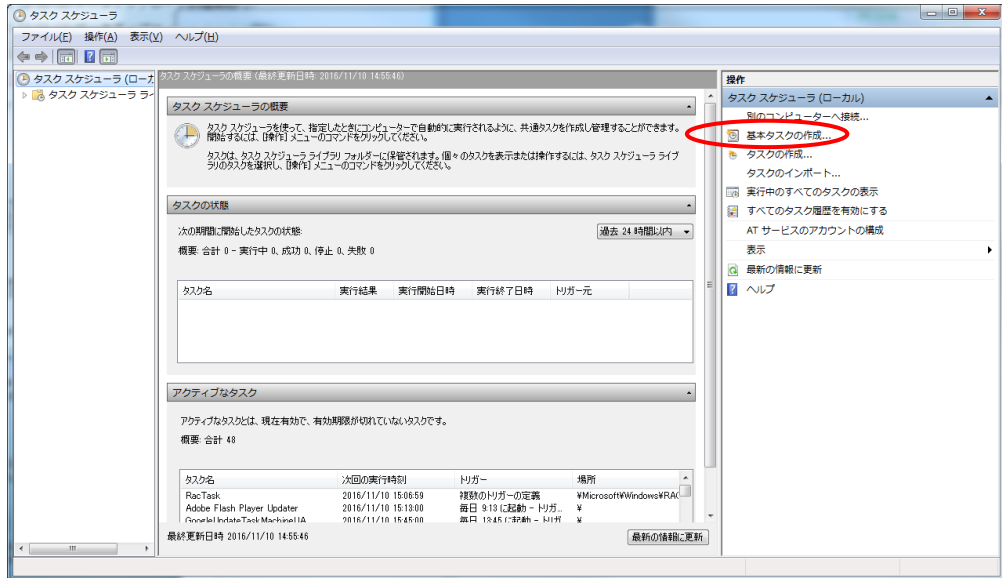 タスク スケジューラ
ファイル(F) 操作(A) 表示(V) ヘルプ(H)
タスク スケジューラ (ローカ
タスク スケジューラ ラ
タスク スケジューラの概要 (最終更新日時: 2016/11/10 14:55:46)
タスク スケジューラの概要
タスク スケジューラを使って、指定したときにコンピューターで自動的に実行されるように、共通タスクを作成し管理することができます。
開始するには、[操作] メニューのコマンドをクリックしてください。
タスクは、タスク スケジューラ ライブラリ フォルダーに保管されます。個々のタスクを表示または操作するには、タスク スケジューラ ライブ
ラリのタスクを選択し、[操作] メニューのコマンドをクリックしてください。
タスクの状態
次の期間に開始したタスクの状態:
過去 24 時間以内
概要: 合計 0 - 実行中 0、成功 0、停止 0、失敗 0
タスク名 実行結果 実行開始日時 実行終了日時 トリガー元
アクティブなタスク
アクティブなタスクとは、現在有効で、有効期限が切れていないタスクです。
概要: 合計 48
タスク名 次回の実行時刻 トリガー 場所
RacTask 2016/11/10 15:06:59 複数のトリガーの定義 ¥Microsoft¥Windows¥RAC
Adobe Flash Player Updater 2016/11/10 15:13:00 毎日 9:13 に起動 - トリガ... ¥
GoogleUpdateTaskMachineUA 2016/11/10 15:45:00 毎日 13:45 に起動 - トリガ ¥
最終更新日時 2016/11/10 14:55:46
最新の情報に更新
操作
タスク スケジューラ (ローカル)
別のコンピューターへ接続...
基本タスクの作成...
タスクの作成...
タスクのインポート...
実行中のすべてのタスクの表示
すべてのタスク履歴を有効にする
AT サービスのアカウントの構成
表示
最新の情報に更新
ヘルプ